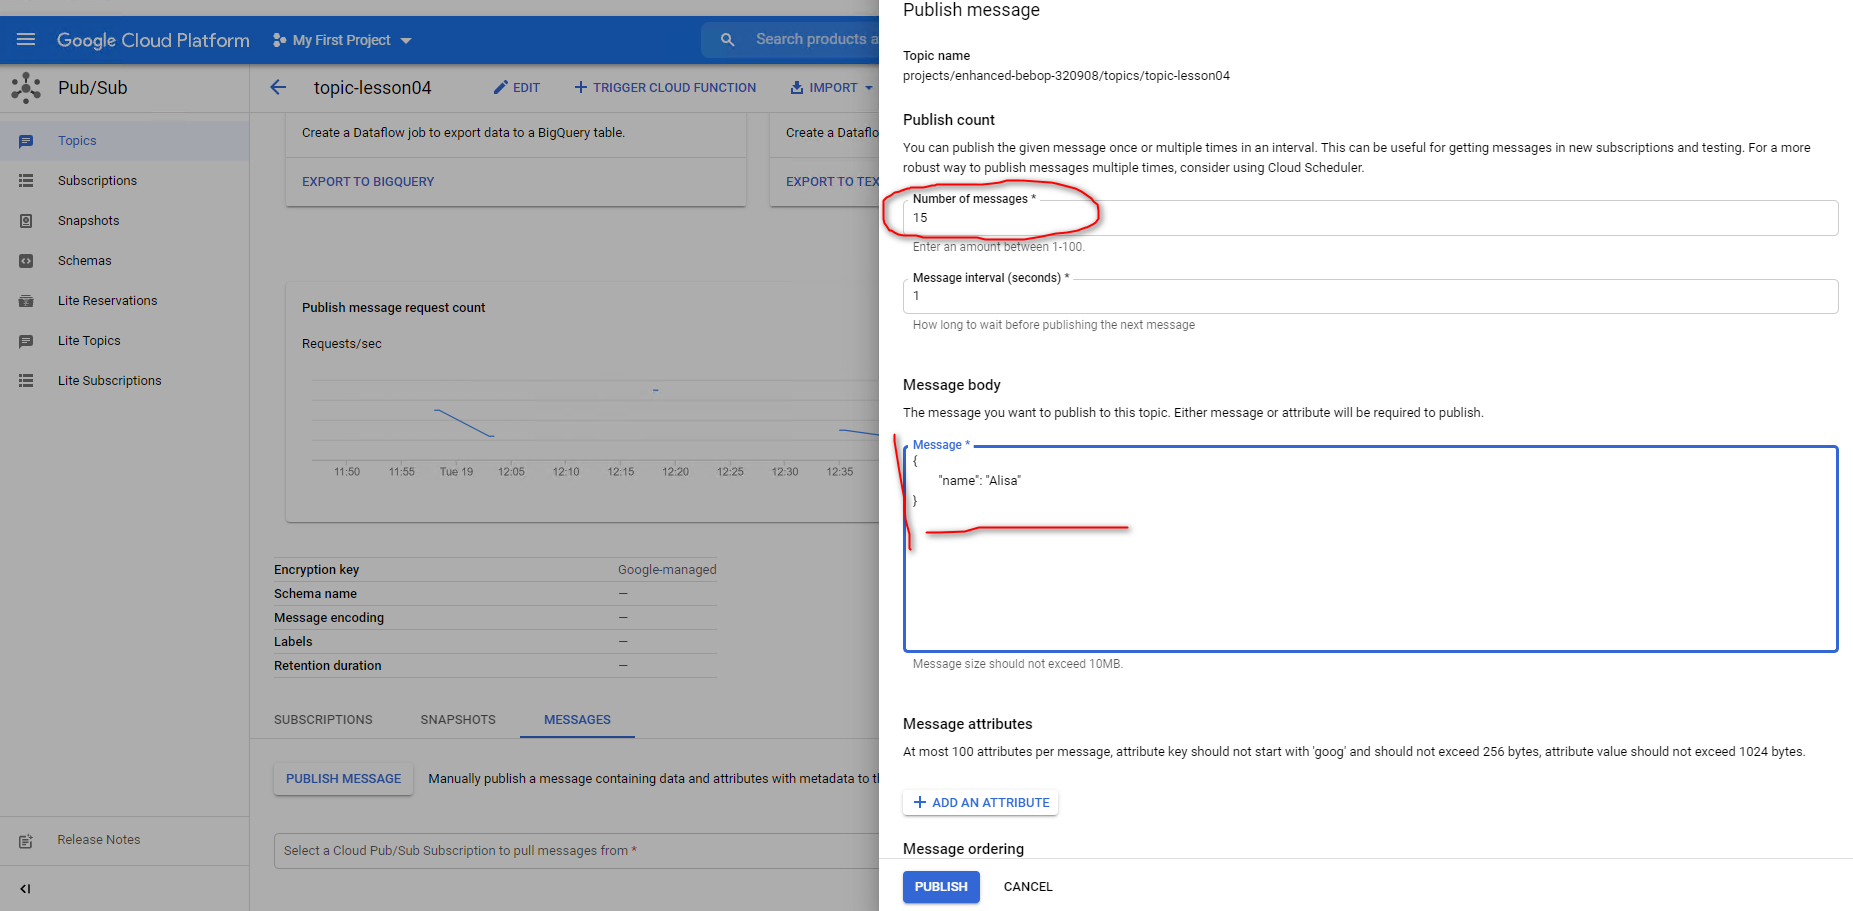 Google Cloud Platform
My First Project
Search products a
Pub/Sub
Topics
Subscriptions
Snapshots
Schemas
Lite Reservations
Lite Topics
Lite Subscriptions
Release Notes
topic-lesson04
EDIT
TRIGGER CLOUD FUNCTION
IMPORT
Create a Dataflow job to export data to a BigQuery table.
EXPORT TO BIGQUERY
Create a Dataflo
EXPORT TO TEX
Publish message request count
Requests/sec
11:50 11:55 Tue 19 12:05 12:10 12:15 12:20 12:25 12:30 12:35
Encryption key Google-managed
Schema name —
Message encoding —
Labels —
Retention duration —
SUBSCRIPTIONS SNAPSHOTS MESSAGES
PUBLISH MESSAGE
Manually publish a message containing data and attributes with metadata to th
Select a Cloud Pub/Sub Subscription to pull messages from *
Publish message
Topic name
projects/enhanced-bebop-320908/topics/topic-lesson04
Publish count
You can publish the given message once or multiple times in an interval. This can be useful for getting messages in new subscriptions and testing. For a more
robust way to publish messages multiple times, consider using Cloud Scheduler.
Number of messages *
15
Enter an amount between 1-100.
Message interval (seconds) *
1
How long to wait before publishing the next message
Message body
The message you want to publish to this topic. Either message or attribute will be required to publish.
Message *
{
"name": "Alisa"
}
Message size should not exceed 10MB.
Message attributes
At most 100 attributes per message, attribute key should not start with 'goog' and should not exceed 256 bytes, attribute value should not exceed 1024 bytes.
ADD AN ATTRIBUTE
Message ordering
PUBLISH
CANCEL